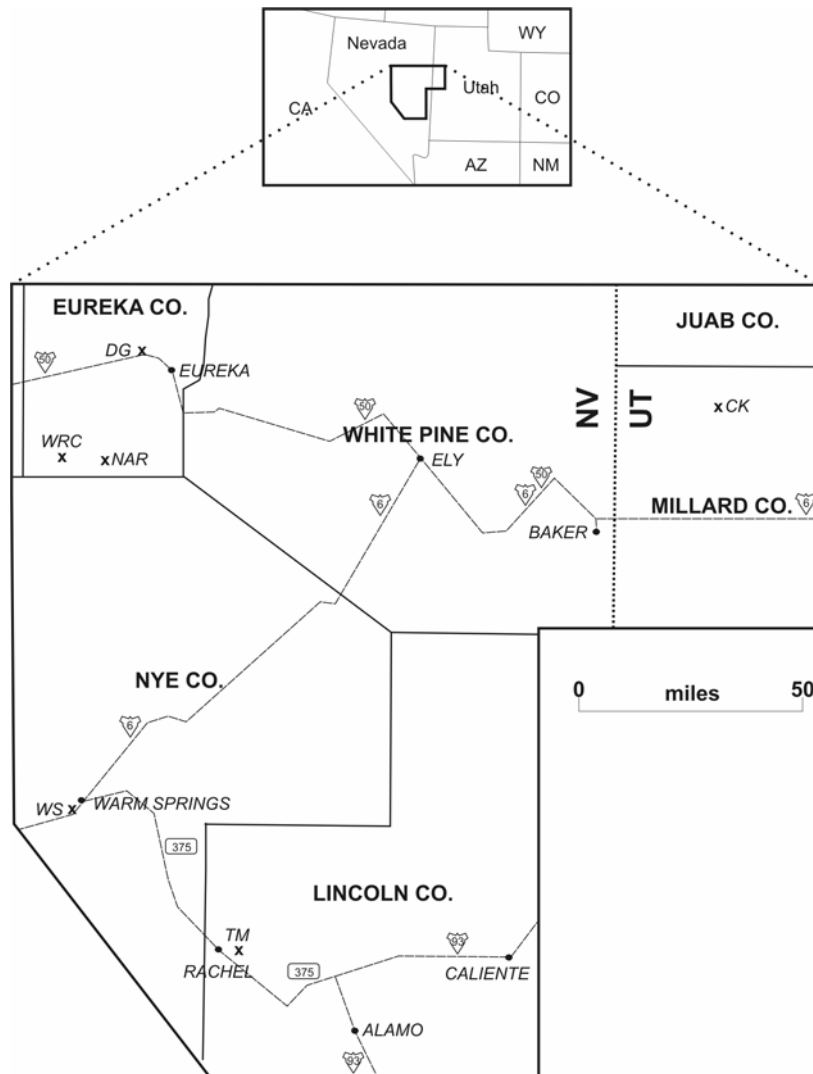 Nevada
WY
Utah
CO
CA
AZ
NM
EUREKA CO.
JUAB CO.
DG x
50
EUREKA
NV
UT
x CK
50
WHITE PINE CO.
WRC
x
x NAR
ELY
50
6
6
MILLARD CO.
6
BAKER
NYE CO.
0 miles 50
6
WS x
WARM SPRINGS
375
LINCOLN CO.
TM
x
RACHEL
375
93
CALIENTE
ALAMO
93